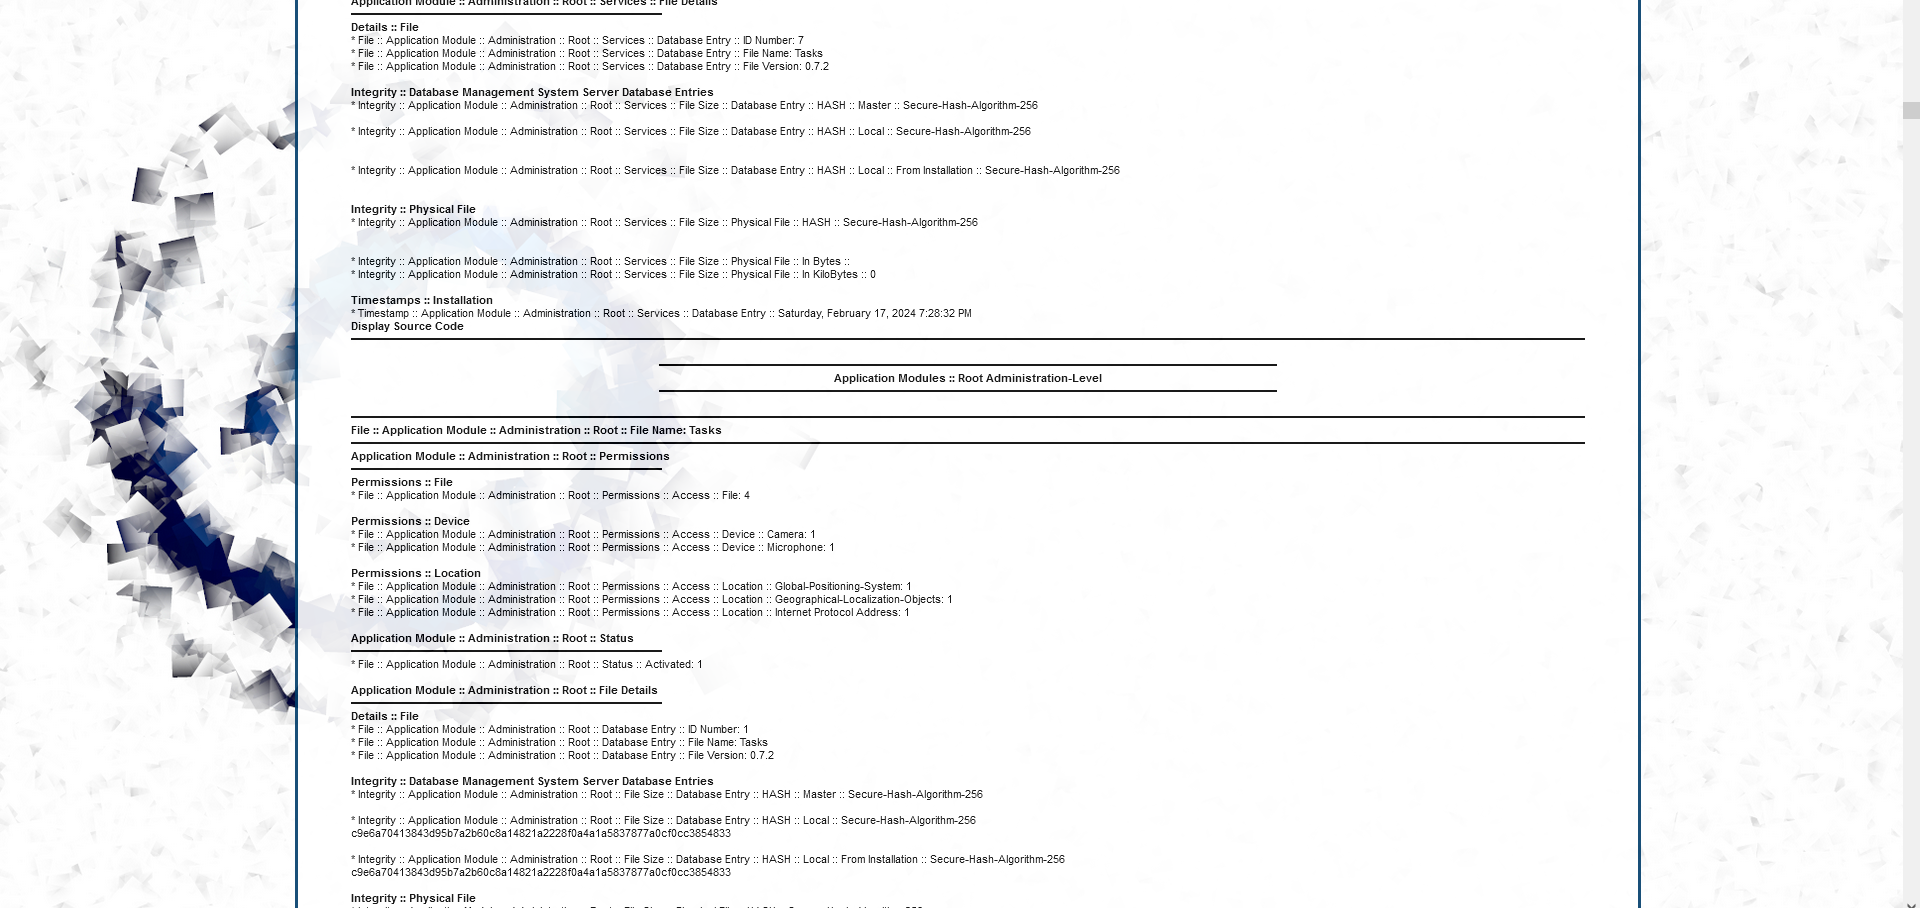 Application Module :: Administration :: Root :: Services :: File Details
Details :: File
* File :: Application Module :: Administration :: Root :: Services :: Database Entry :: ID Number: 7
* File :: Application Module :: Administration :: Root :: Services :: Database Entry :: File Name: Tasks
* File :: Application Module :: Administration :: Root :: Services :: Database Entry :: File Version: 0.7.2
Integrity :: Database Management System Server Database Entries
* Integrity :: Application Module :: Administration :: Root :: Services :: File Size :: Database Entry :: HASH :: Master :: Secure-Hash-Algorithm-256
* Integrity :: Application Module :: Administration :: Root :: Services :: File Size :: Database Entry :: HASH :: Local :: Secure-Hash-Algorithm-256
* Integrity :: Application Module :: Administration :: Root :: Services :: File Size :: Database Entry :: HASH :: Local :: From Installation :: Secure-Hash-Algorithm-256
Integrity :: Physical File
* Integrity :: Application Module :: Administration :: Root :: Services :: File Size :: Physical File :: HASH :: Secure-Hash-Algorithm-256
* Integrity :: Application Module :: Administration :: Root :: Services :: File Size :: Physical File :: In Bytes ::
* Integrity :: Application Module :: Administration :: Root :: Services :: File Size :: Physical File :: In KiloBytes :: 0
Timestamps :: Installation
* Timestamp :: Application Module :: Administration :: Root :: Services :: Database Entry :: Saturday, February 17, 2024 7:28:32 PM
Display Source Code
Application Modules :: Root Administration-Level
File :: Application Module :: Administration :: Root :: File Name: Tasks
Application Module :: Administration :: Root :: Permissions
Permissions :: File
* File :: Application Module :: Administration :: Root :: Permissions :: Access :: File: 4
Permissions :: Device
* File :: Application Module :: Administration :: Root :: Permissions :: Access :: Device :: Camera: 1
* File :: Application Module :: Administration :: Root :: Permissions :: Access :: Device :: Microphone: 1
Permissions :: Location
* File :: Application Module :: Administration :: Root :: Permissions :: Access :: Location :: Global-Positioning-System: 1
* File :: Application Module :: Administration :: Root :: Permissions :: Access :: Location :: Geographical-Localization-Objects: 1
* File :: Application Module :: Administration :: Root :: Permissions :: Access :: Location :: Internet Protocol Address: 1
Application Module :: Administration :: Root :: Status
* File :: Application Module :: Administration :: Root :: Status :: Activated: 1
Application Module :: Administration :: Root :: File Details
Details :: File
* File :: Application Module :: Administration :: Root :: Database Entry :: ID Number: 1
* File :: Application Module :: Administration :: Root :: Database Entry :: File Name: Tasks
* File :: Application Module :: Administration :: Root :: Database Entry :: File Version: 0.7.2
Integrity :: Database Management System Server Database Entries
* Integrity :: Application Module :: Administration :: Root :: File Size :: Database Entry :: HASH :: Master :: Secure-Hash-Algorithm-256
* Integrity :: Application Module :: Administration :: Root :: File Size :: Database Entry :: HASH :: Local :: Secure-Hash-Algorithm-256
c9e6a70413843d95b7a2b60c8a14821a2228f0a4a1a5837877a0cf0cc3854833
* Integrity :: Application Module :: Administration :: Root :: File Size :: Database Entry :: HASH :: Local :: From Installation :: Secure-Hash-Algorithm-256
c9e6a70413843d95b7a2b60c8a14821a2228f0a4a1a5837877a0cf0cc3854833
Integrity :: Physical File